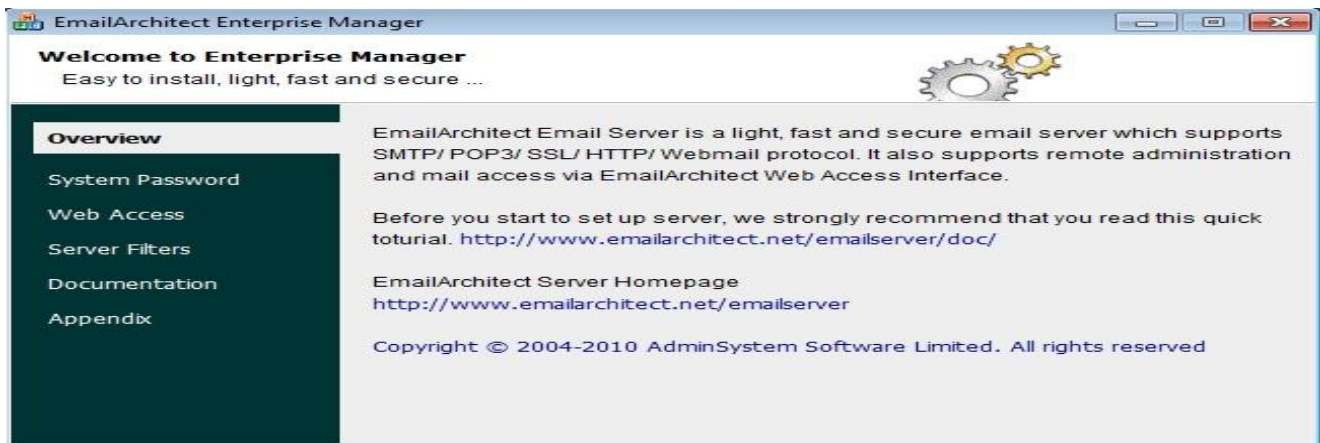 EmailArchitect Enterprise Manager
Welcome to Enterprise Manager
Easy to install, light, fast and secure ...
Overview
System Password
Web Access
Server Filters
Documentation
Appendix
EmailArchitect Email Server is a light, fast and secure email server which supports
SMTP/ POP3/ SSL/ HTTP/ Webmail protocol. It also supports remote administration
and mail access via EmailArchitect Web Access Interface.
Before you start to set up server, we strongly recommend that you read this quick
toturial. http://www.emailarchitect.net/emailserver/doc/
EmailArchitect Server Homepage
http://www.emailarchitect.net/emailserver
Copyright © 2004-2010 AdminSystem Software Limited. All rights reserved